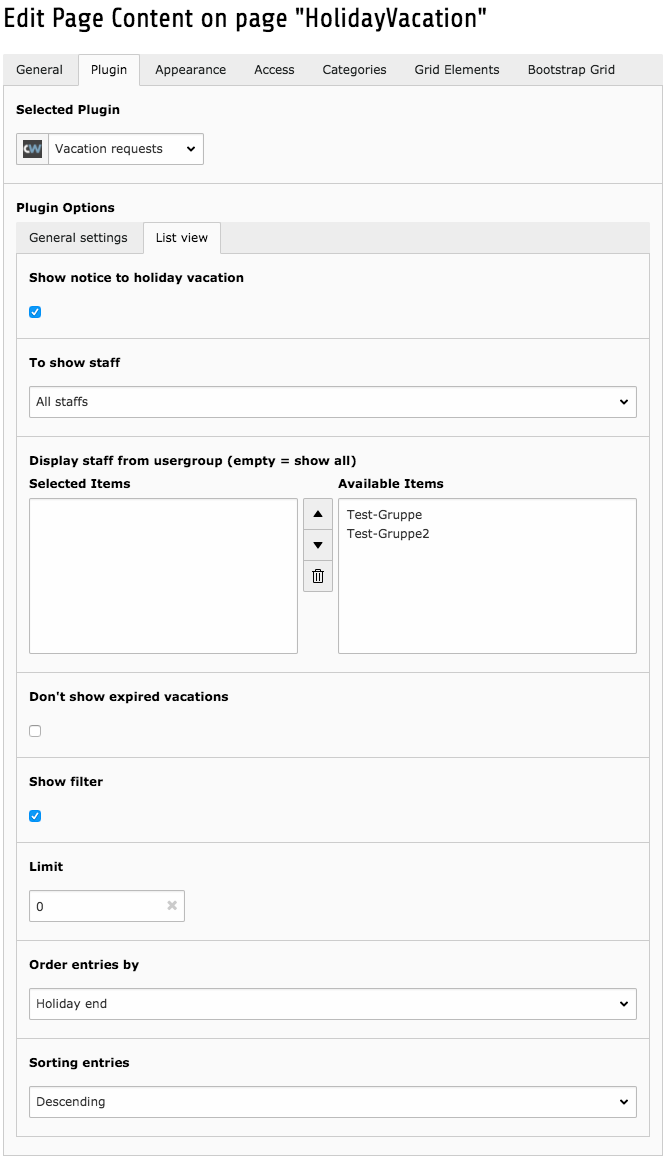 Edit Page Content on page "HolidayVacation"
General Plugin Appearance Access Categories Grid Elements Bootstrap Grid
Selected Plugin
CW Vacation requests
Plugin Options
General settings List view
Show notice to holiday vacation
To show staff
All staffs
Display staff from usergroup (empty = show all)
Selected Items Available Items
Test-Gruppe
Test-Gruppe2
Don't show expired vacations
Show filter
Limit
0
Order entries by
Holiday end
Sorting entries
Descending